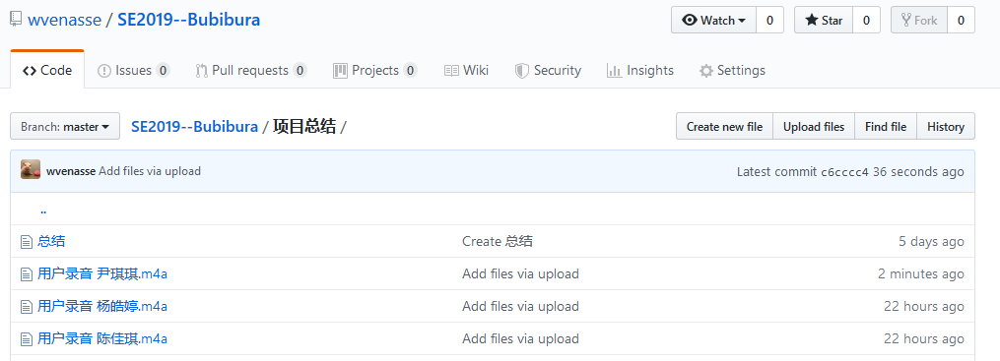 wvenasse / SE2019--Bubibura
Watch 0 Star 0 Fork 0
Code Issues 0 Pull requests 0 Projects 0 Wiki Security Insights Settings
Branch: master SE2019--Bubibura / 项目总结 / Create new file Upload files Find file History
wvenasse Add files via upload Latest commit c6cccc4 36 seconds ago
..
总结 Create 总结 5 days ago
用户录音 尹琪琪.m4a Add files via upload 2 minutes ago
用户录音 杨皓婷.m4a Add files via upload 22 hours ago
用户录音 陈佳琪.m4a Add files via upload 22 hours ago